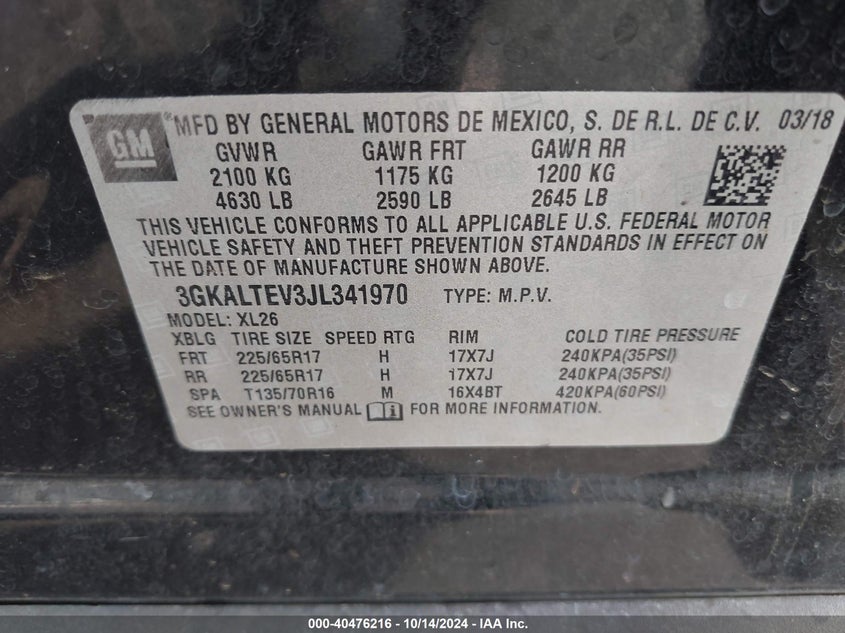 GM ® MFD BY GENERAL MOTORS DE MEXICO, S. DE R.L. DE C.V. 03/18
GVWR GAWR FRT GAWR RR
2100 KG 1175 KG 1200 KG
4630 LB 2590 LB 2645 LB
THIS VEHICLE CONFORMS TO ALL APPLICABLE U.S. FEDERAL MOTOR
VEHICLE SAFETY AND THEFT PREVENTION STANDARDS IN EFFECT ON
THE DATE OF MANUFACTURE SHOWN ABOVE.
3GKALTEV3JL341970 TYPE: M.P.V.
MODEL: XL26
XBLG TIRE SIZE SPEED RTG RIM COLD TIRE PRESSURE
FRT 225/65R17 H 17X7J 240KPA(35PSI)
RR 225/65R17 H 17X7J 240KPA(35PSI)
SPA T135/70R16 M 16X4BT 420KPA(60PSI)
SEE OWNER'S MANUAL FOR MORE INFORMATION.
000-40476216 - 10/14/2024 - IAA Inc.